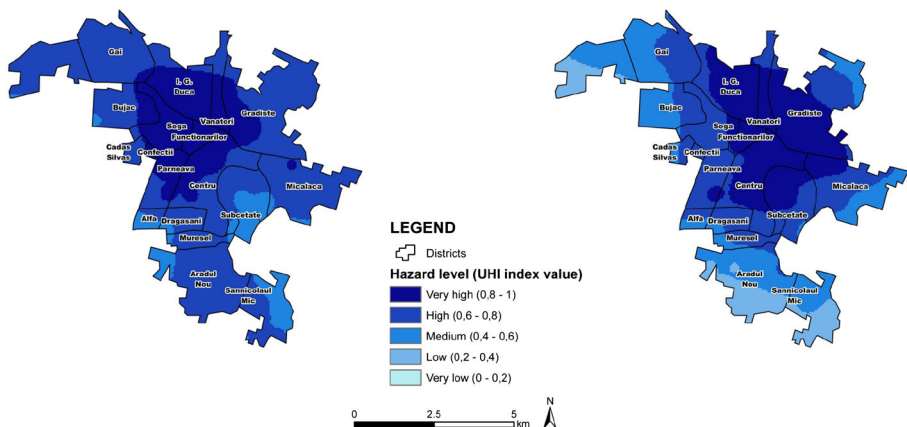 Gai
I. G.
Duca
Bujac
Gradiste
Vanatori
Sega
Functionarilor
Cadas
Silvas
Confectii
Parneava
Centru
Micalaca
Alfa
Dragasani
Subcetate
Muresel
Aradul
Nou
Sannicolaul
Mic
LEGEND
Districts
Hazard level (UHI index value)
Very high (0,8 - 1)
High (0,6 - 0,8)
Medium (0,4 - 0,6)
Low (0,2 - 0,4)
Very low (0 - 0,2)
0 2.5 5
km
N
Gai
I. G.
Duca
Bujac
Gradiste
Vanatori
Sega
Functionarilor
Cadas
Silvas
Confectii
Parneava
Centru
Micalaca
Alfa
Dragasani
Subcetate
Muresel
Aradul
Nou
Sannicolaul
Mic